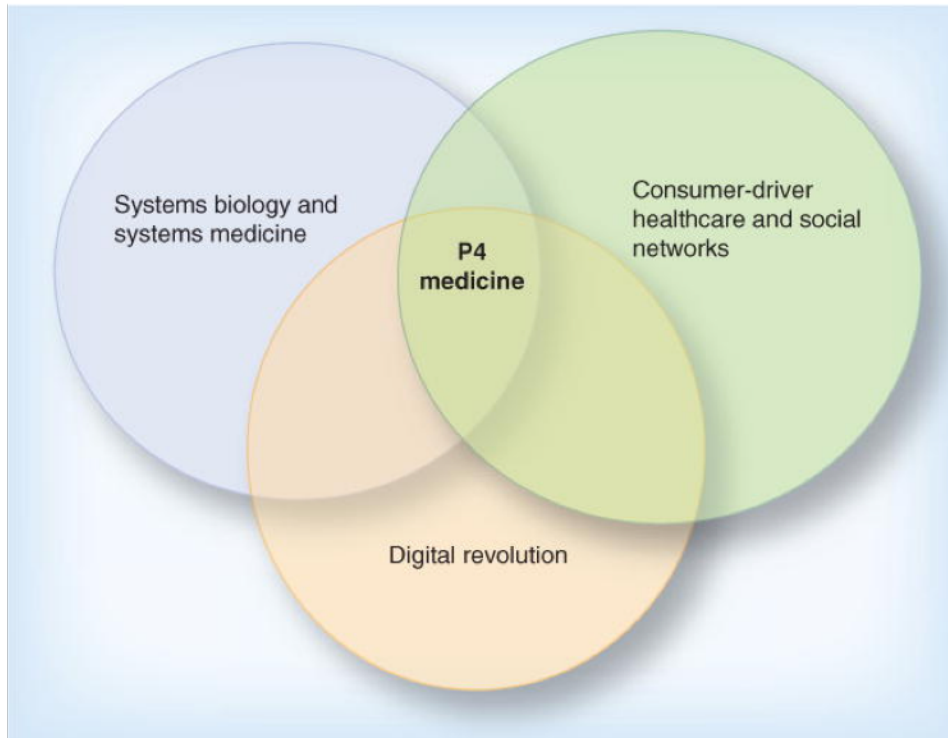 Systems biology and
systems medicine
Consumer-driver
healthcare and social
networks
P4
medicine
Digital revolution